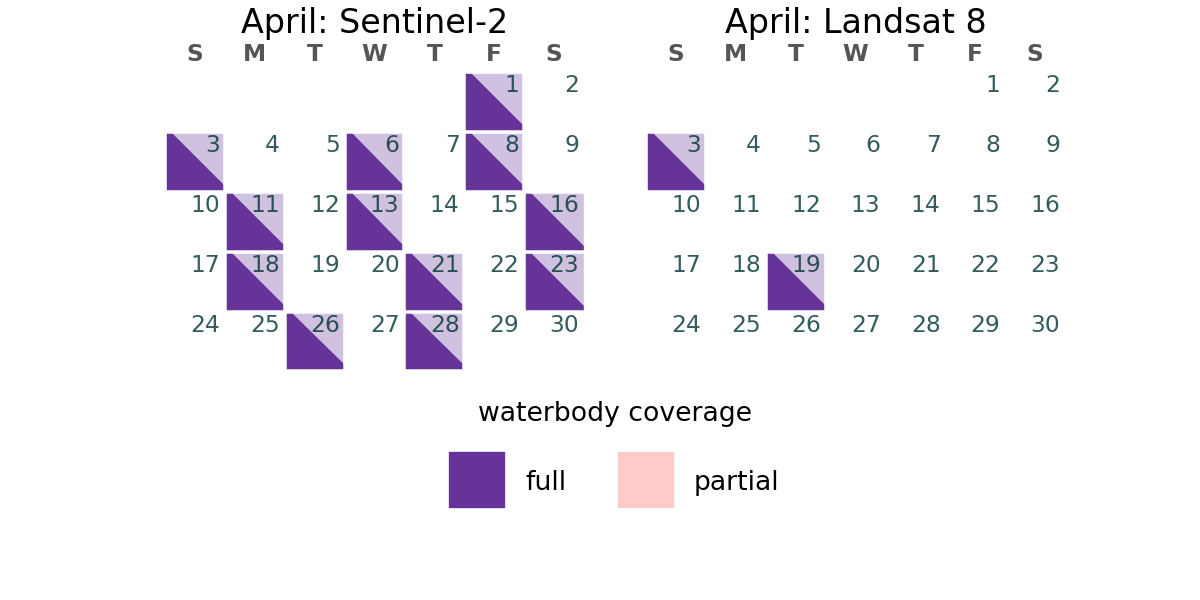 April: Sentinel-2
S M T W T F S
1 2
3 4 5 6 7 8 9
10 11 12 13 14 15 16
17 18 19 20 21 22 23
24 25 26 27 28 29 30
April: Landsat 8
S M T W T F S
1 2
3 4 5 6 7 8 9
10 11 12 13 14 15 16
17 18 19 20 21 22 23
24 25 26 27 28 29 30
waterbody coverage
full partial